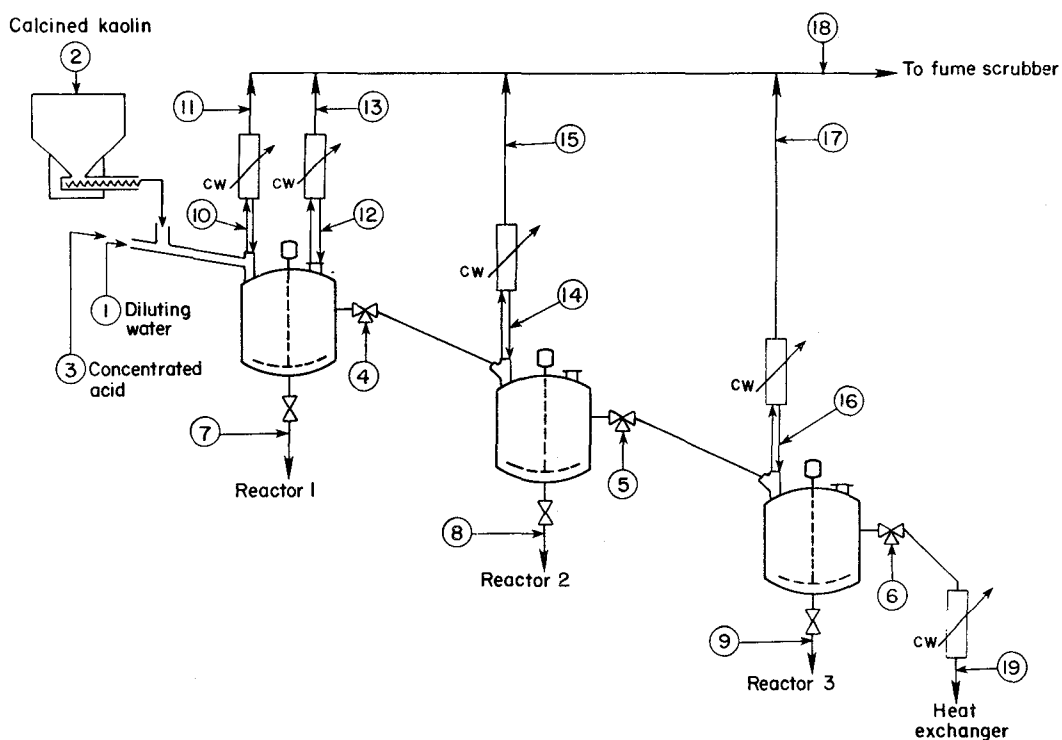 Calcined kaolin
2
18
To fume scrubber
11
13
15
17
CW
CW
10
12
3
1
Diluting
water
Concentrated
acid
4
CW
14
7
Reactor 1
5
CW
16
8
Reactor 2
6
CW
9
19
Reactor 3
Heat
exchanger